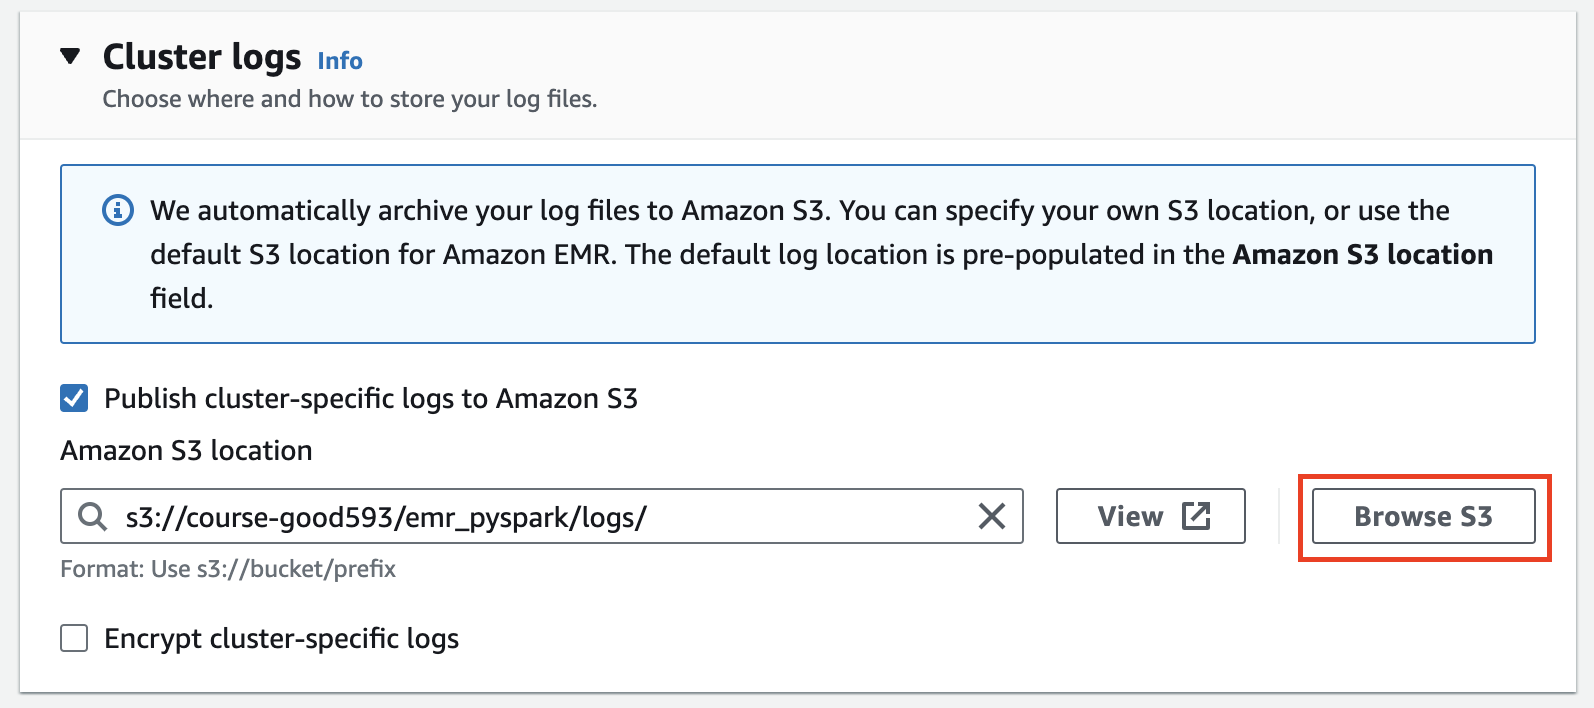 Cluster logs Info
Choose where and how to store your log files.
We automatically archive your log files to Amazon S3. You can specify your own S3 location, or use the
default S3 location for Amazon EMR. The default log location is pre-populated in the Amazon S3 location
field.
Publish cluster-specific logs to Amazon S3
Amazon S3 location
s3://course-good593/emr_pyspark/logs/ View Browse S3
Format: Use s3://bucket/prefix
Encrypt cluster-specific logs